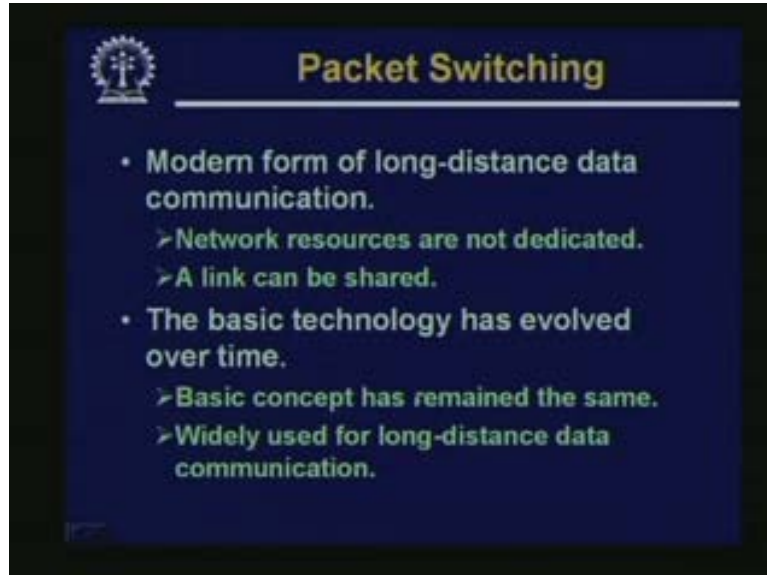 Packet Switching
• Modern form of long-distance data
communication.
➢Network resources are not dedicated.
➢A link can be shared.
• The basic technology has evolved
over time.
➢Basic concept has remained the same.
➢Widely used for long-distance data
communication.